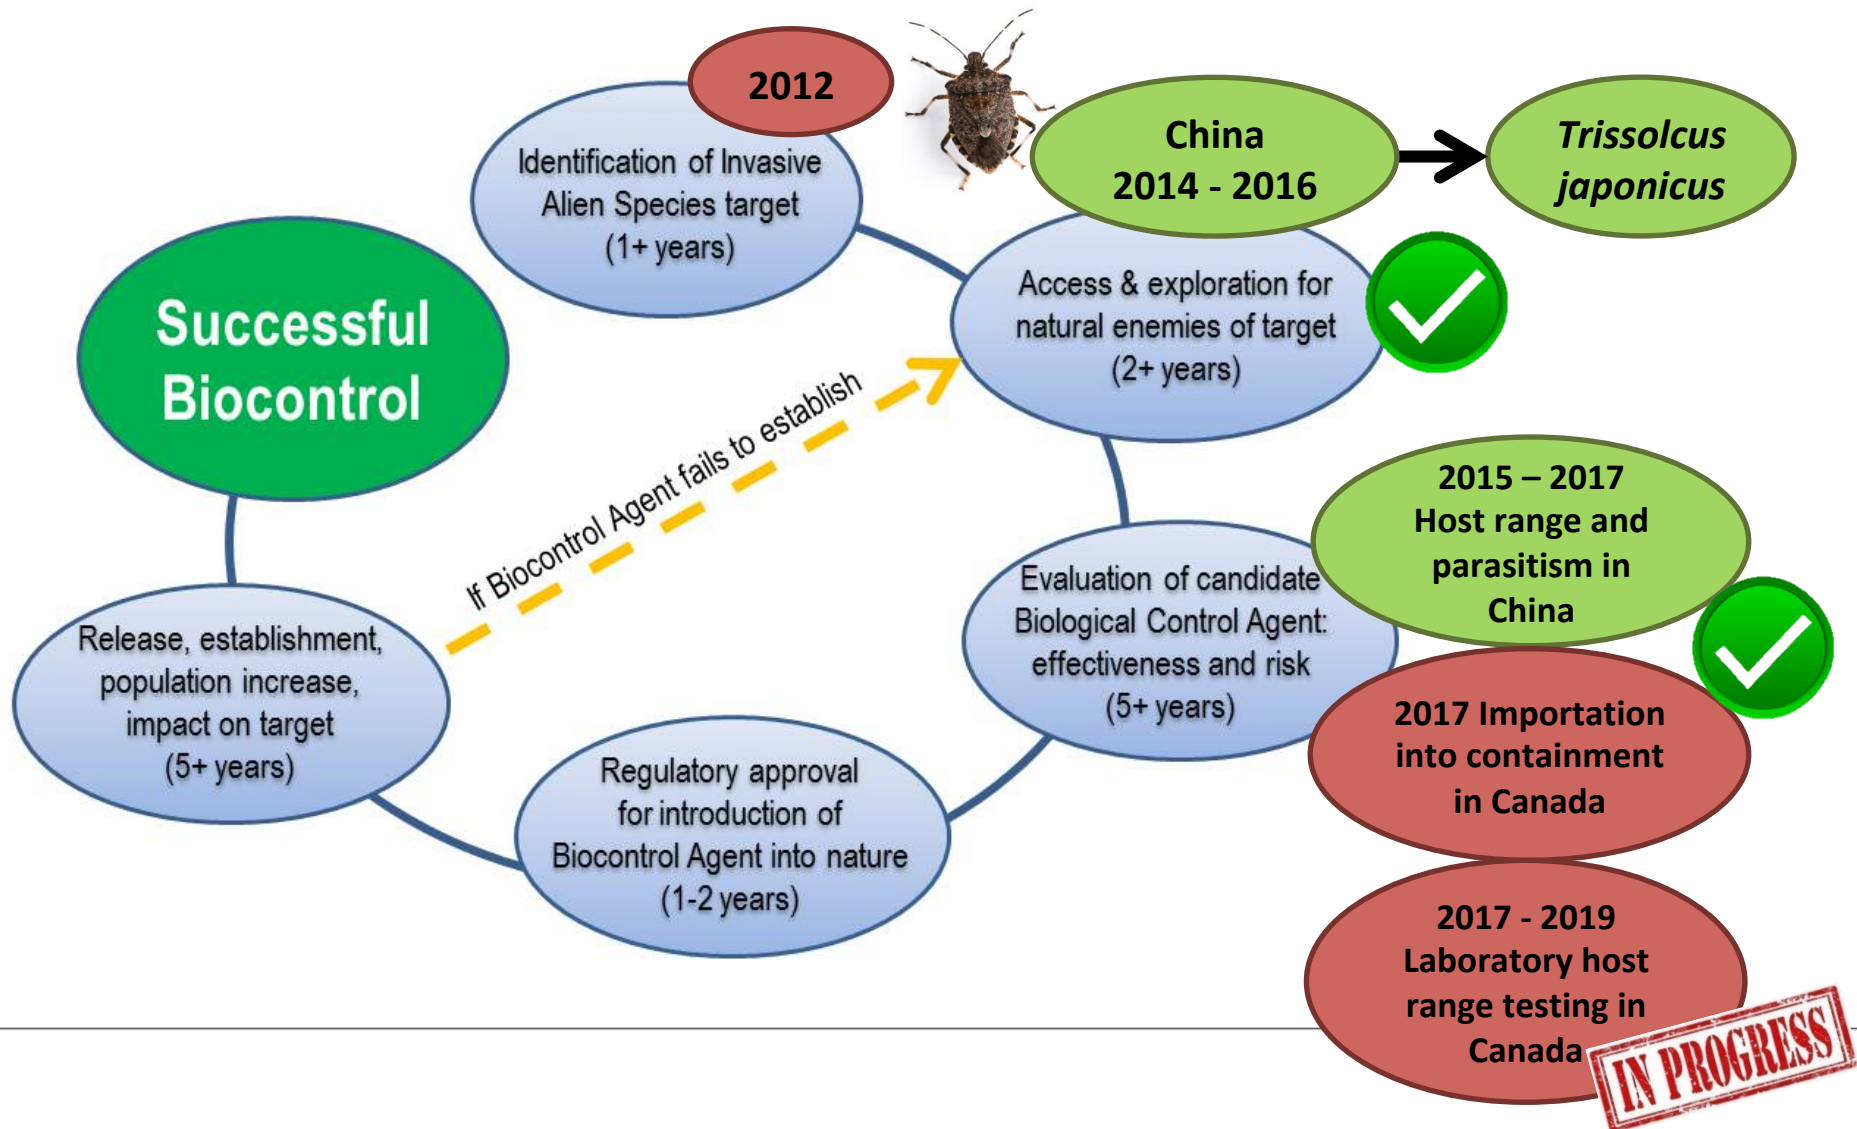 2012
Identification of Invasive
Alien Species target
(1+ years)
China
2014 - 2016
Trissolcus
japonicus
Access & exploration for
natural enemies of target
(2+ years)
Successful
Biocontrol
If Biocontrol Agent fails to establish
2015 – 2017
Host range and
parasitism in
China
Evaluation of candidate
Biological Control Agent:
effectiveness and risk
(5+ years)
2017 Importation
into containment
in Canada
Release, establishment,
population increase,
impact on target
(5+ years)
Regulatory approval
for introduction of
Biocontrol Agent into nature
(1-2 years)
2017 - 2019
Laboratory host
range testing in
Canada
IN PROGRESS